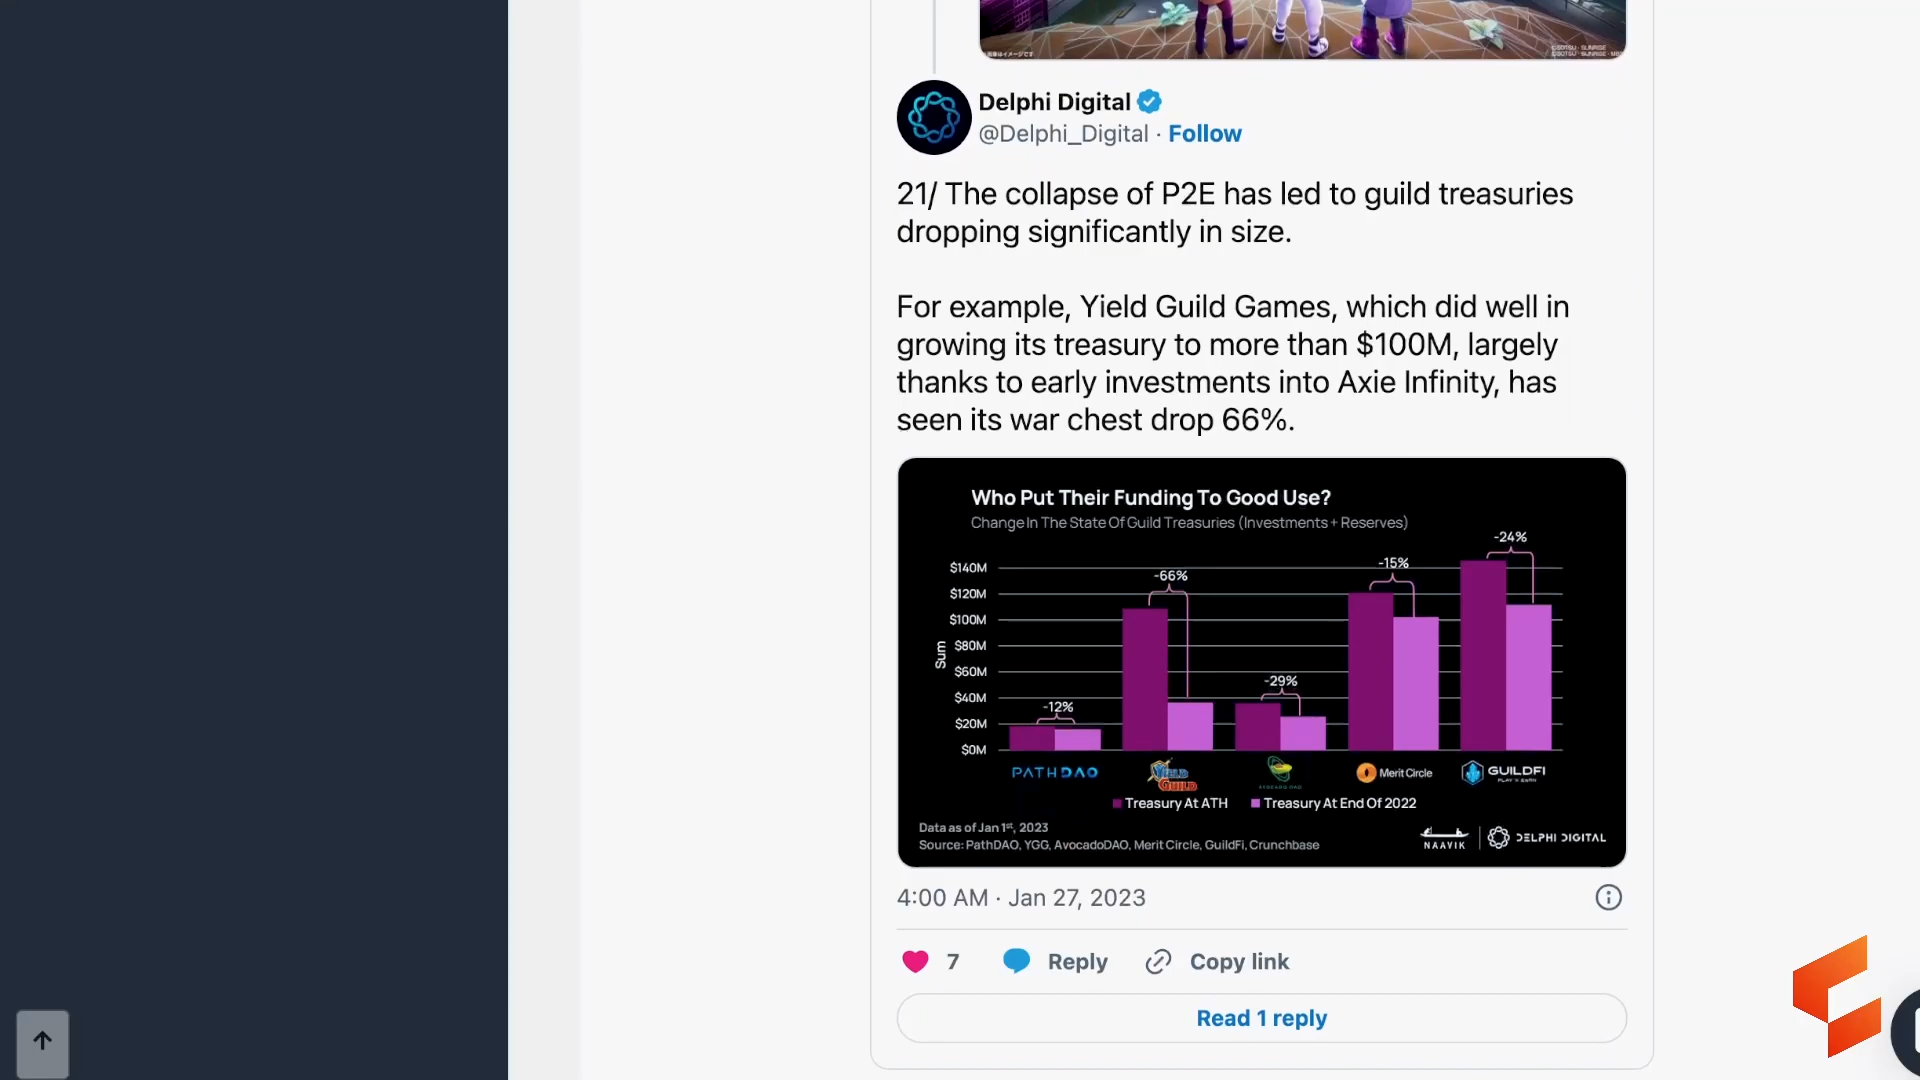 Delphi Digital
@Delphi_Digital · Follow
21/ The collapse of P2E has led to guild treasuries
dropping significantly in size.
For example, Yield Guild Games, which did well in
growing its treasury to more than $100M, largely
thanks to early investments into Axie Infinity, has
seen its war chest drop 66%.
Who Put Their Funding To Good Use?
Change In The State Of Guild Treasuries (Investments + Reserves)
-24%
-15%
$140M
-66%
$120M
$100M
$80M
Sum
$60M
-29%
$40M
-12%
$20M
$0M
PATHDAO
YIELD GUILD
AVOCADO DAO
Merit Circle
GUILDFI
Treasury At ATH
Treasury At End Of 2022
Data as of Jan 1st, 2023
Source: PathDAO, YGG, AvocadoDAO, Merit Circle, GuildFi, Crunchbase
NAAVIK
DELPHI DIGITAL
4:00 AM · Jan 27, 2023
7
Reply
Copy link
Read 1 reply